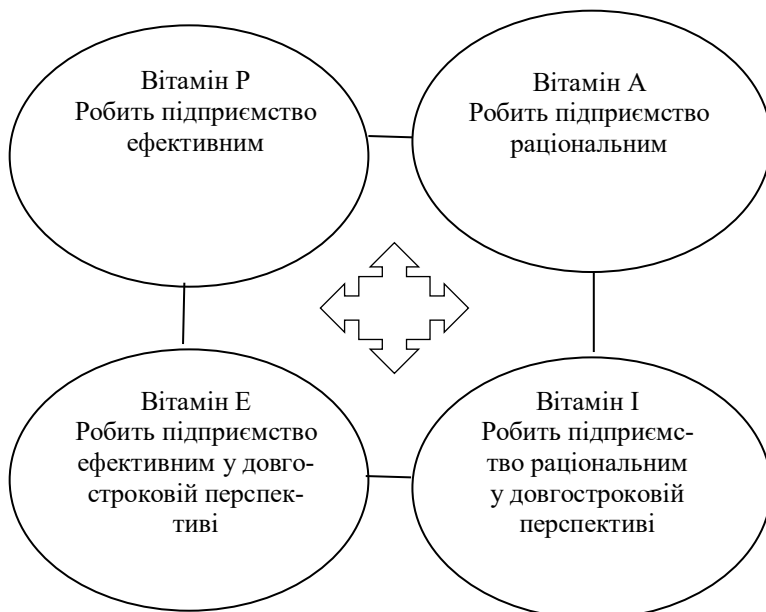 Вітамін Р
Робить підприємство
ефективним
Вітамін А
Робить підприємство
раціональним
Вітамін Е
Робить підприємство
ефективним у довго-
строковій перспек-
тиві
Вітамін І
Робить підприємс-
тво раціональним
у довгостроковій
перспективі